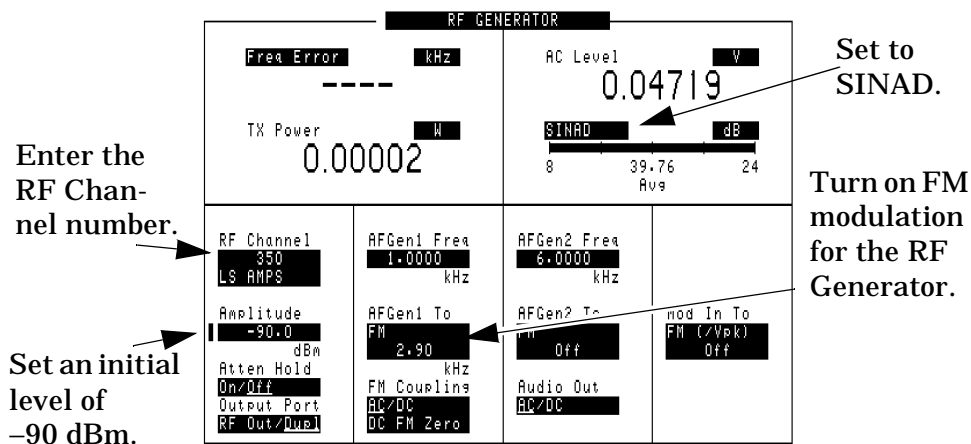 RF GENERATOR
Freq Error kHz
----
TX Power W
0.00002
AC Level V
0.04719
SINAD dB
8 39.76 24
Avg
Set to
SINAD.
Enter the
RF Chan-
nel number.
Turn on FM
modulation
for the RF
Generator.
Set an initial
level of
–90 dBm.
RF Channel
350
LS AMPS
Amplitude
-90.0
dBm
Atten Hold
On/Off
Output Port
RF Out/Dupl
AFGen1 Freq
1.0000
kHz
AFGen1 To
FM
2.90
kHz
FM Coupling
AC/DC
DC FM Zero
AFGen2 Freq
6.0000
kHz
AFGen2 To
FM
Off
Audio Out
AC/DC
Mod In To
FM (/Vpk)
Off